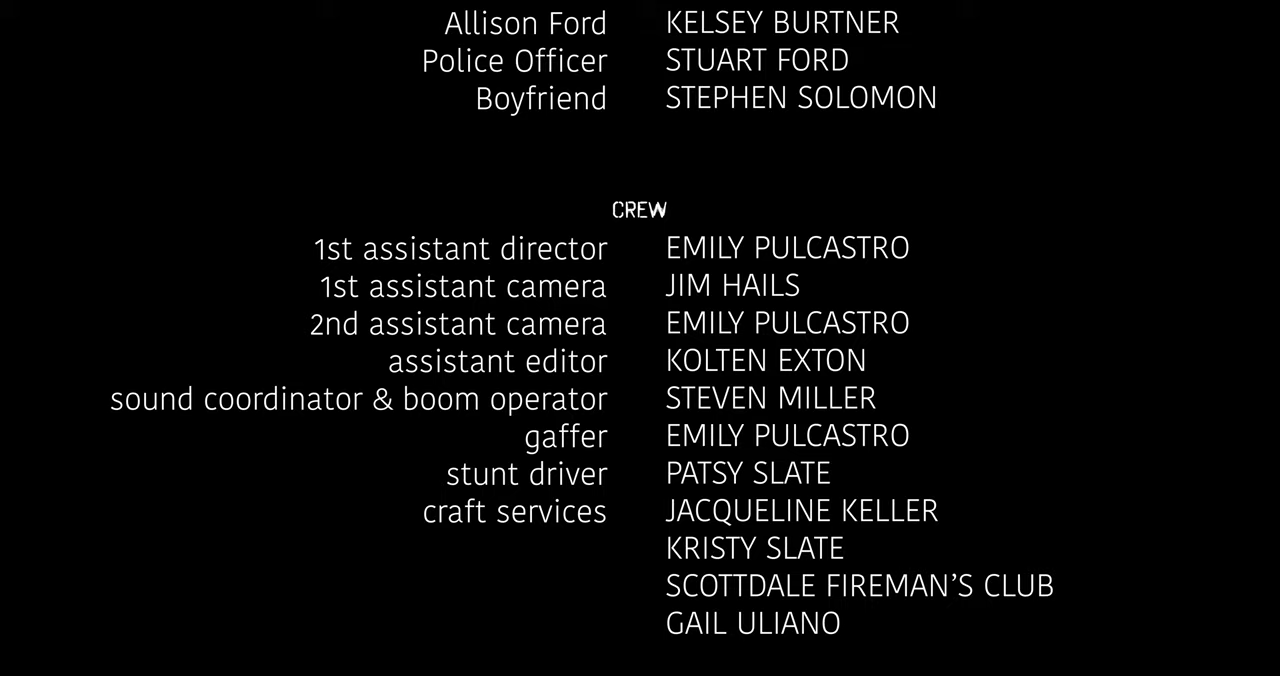 Allison Ford KELSEY BURTNER
Police Officer STUART FORD
Boyfriend STEPHEN SOLOMON
CREW
1st assistant director EMILY PULCASTRO
1st assistant camera JIM HAILS
2nd assistant camera EMILY PULCASTRO
assistant editor KOLTEN EXTON
sound coordinator & boom operator STEVEN MILLER
gaffer EMILY PULCASTRO
stunt driver PATSY SLATE
craft services JACQUELINE KELLER
KRISTY SLATE
SCOTTDALE FIREMAN’S CLUB
GAIL ULIANO